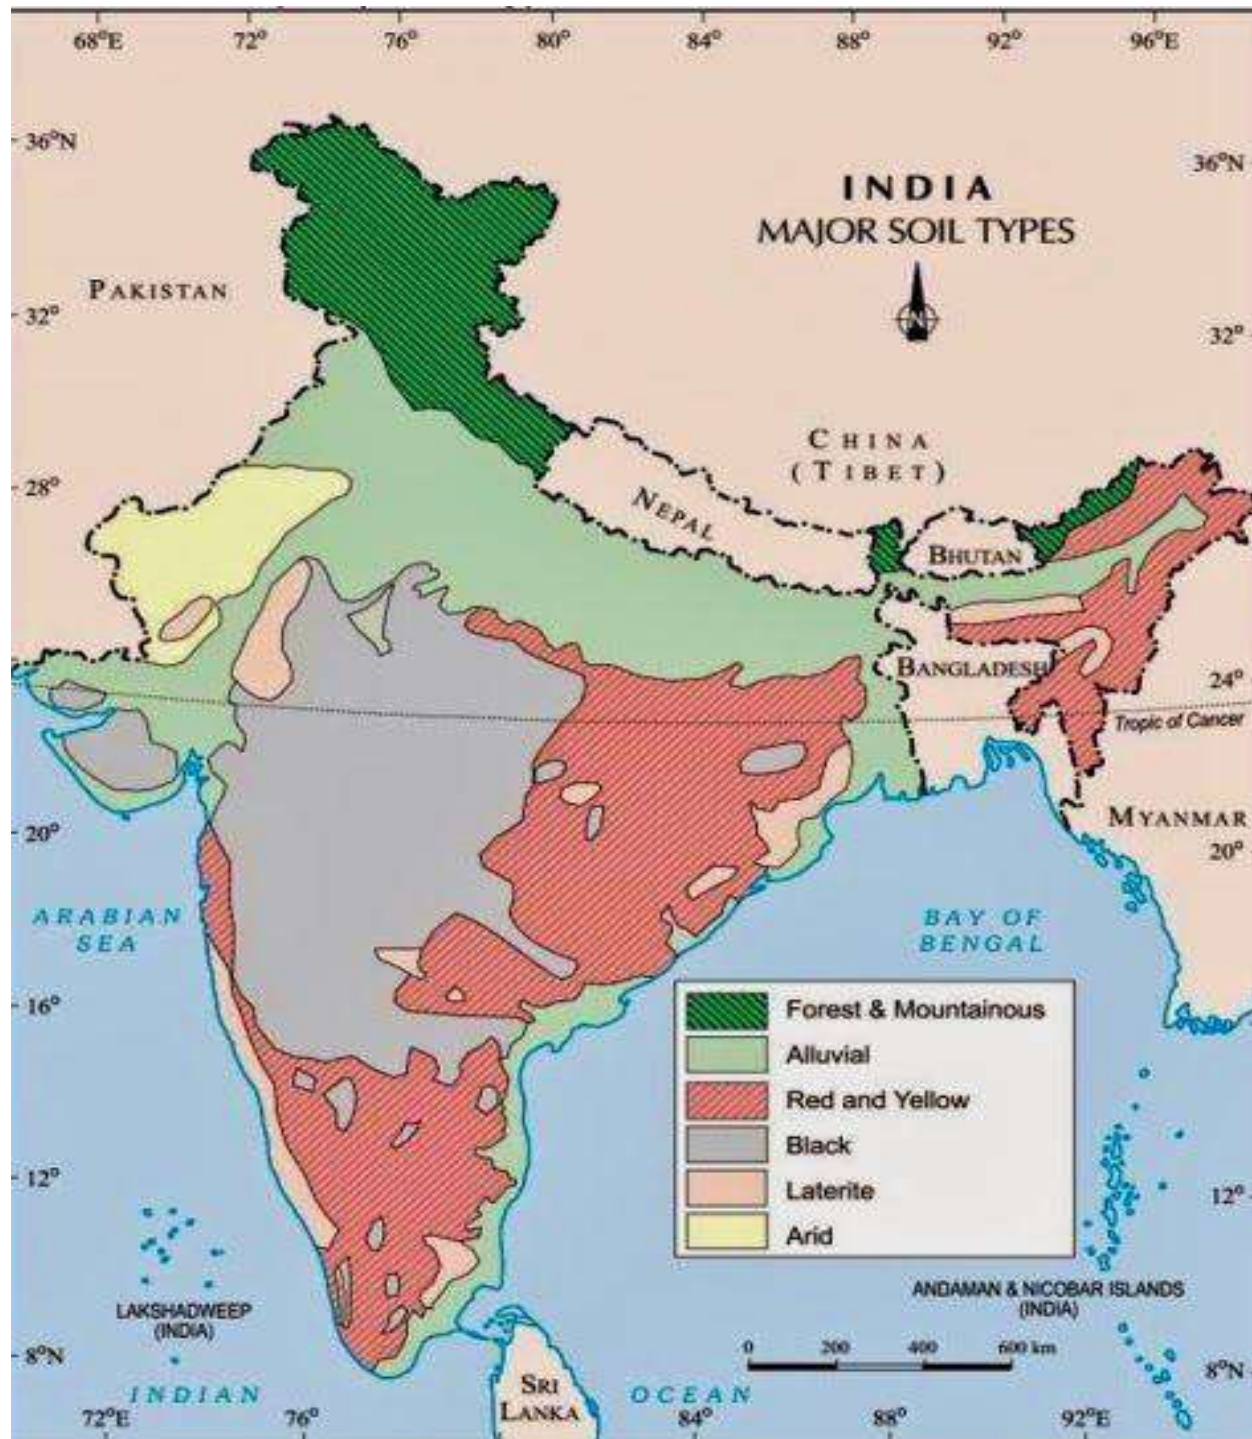 68°E 72° 76° 80° 84° 88° 92° 96°E
36°N
36°N
INDIA
MAJOR SOIL TYPES
N
PAKISTAN
32°
32°
CHINA
(TIBET)
28°
NEPAL
BHUTAN
BANGLADESH
24°
Tropic of Cancer
MYANMAR
20°
20°
ARABIAN
SEA
BAY OF
BENGAL
16°
Forest & Mountainous
Alluvial
Red and Yellow
Black
Laterite
Arid
12°
12°
LAKSHADWEEP
(INDIA)
ANDAMAN & NICOBAR ISLANDS
(INDIA)
0 200 400 600 km
8°N
8°N
SRI
LANKA
INDIAN OCEAN
72°E 76° 84° 88° 92°E